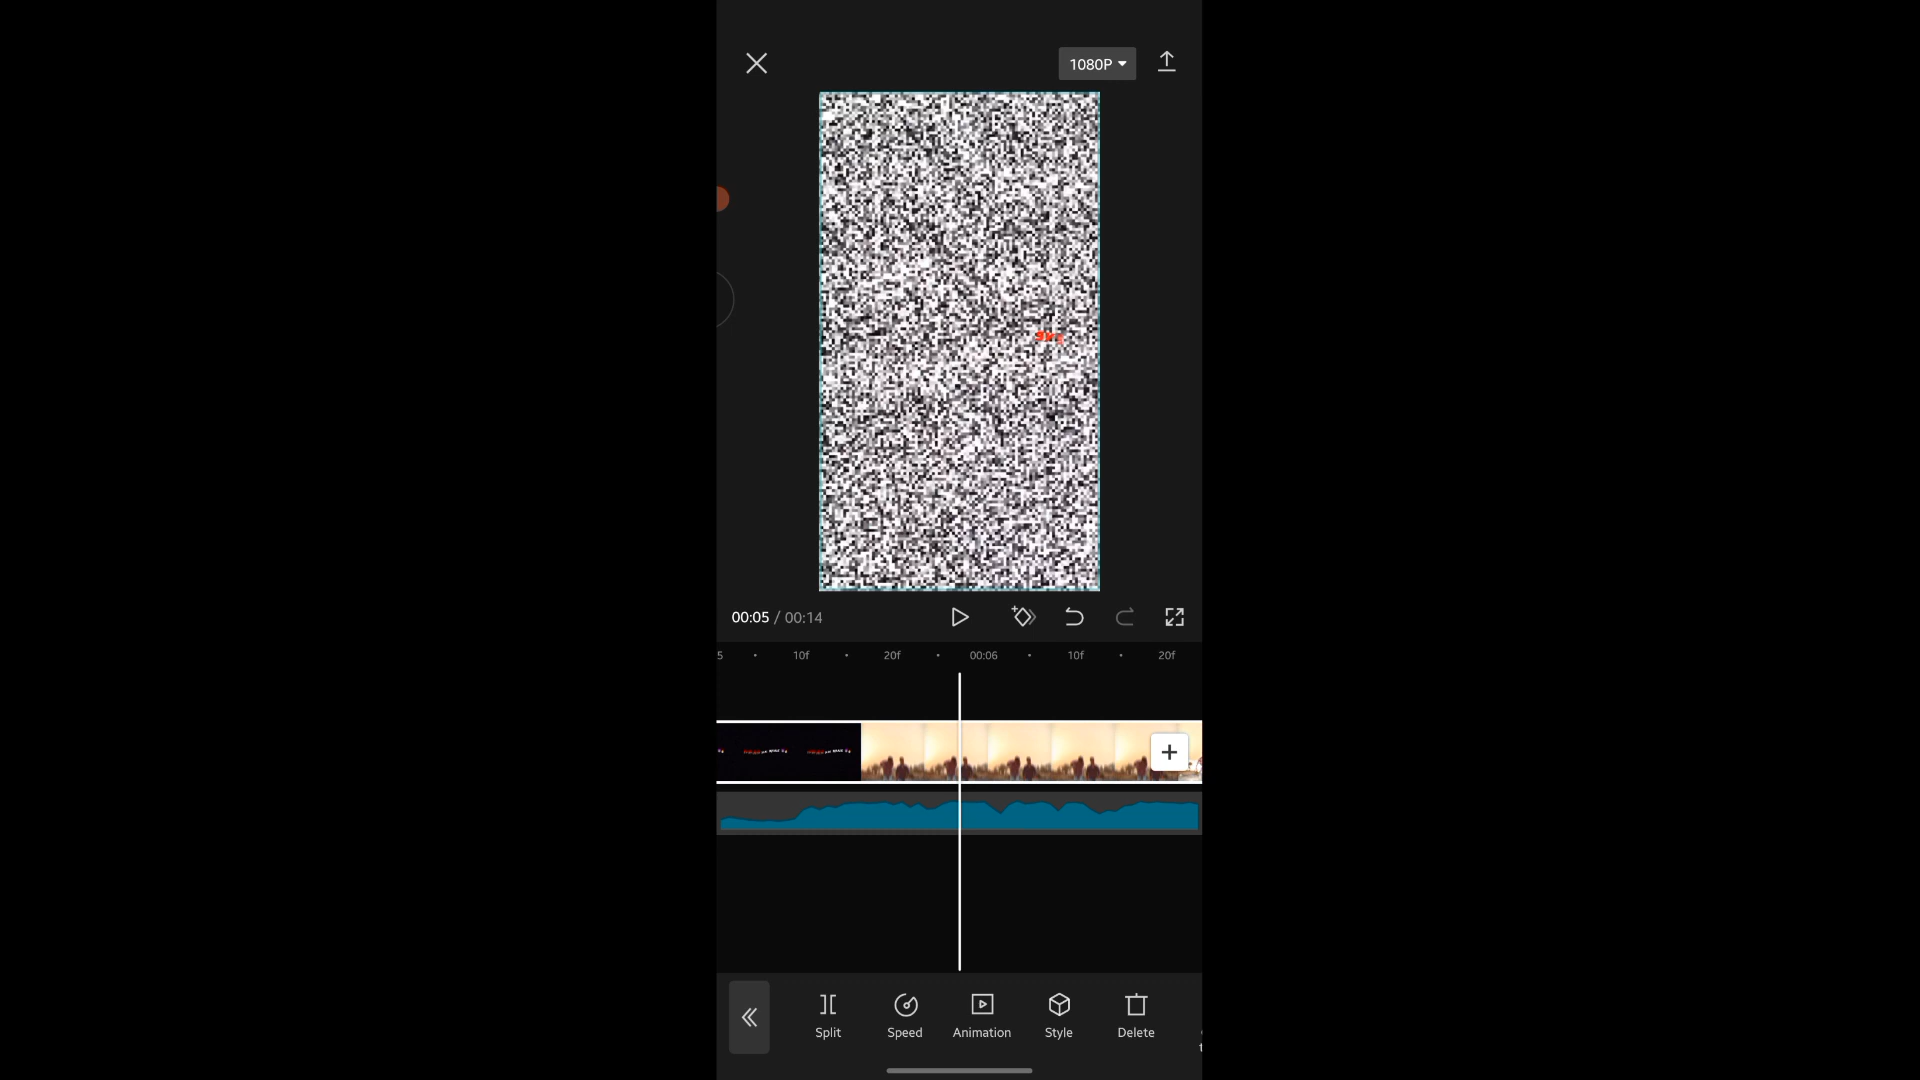 1080P
00:05 / 00:14
5 10f 20f 00:06 10f 20f
Split Speed Animation Style Delete